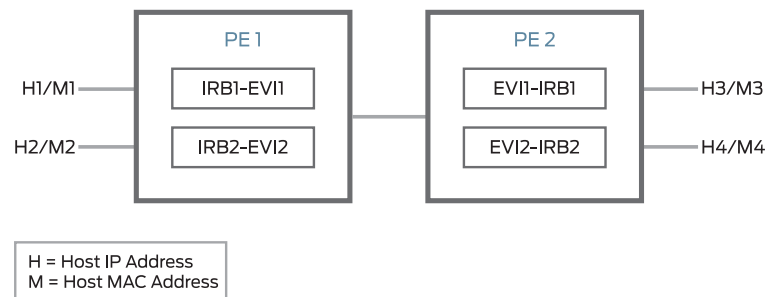 PE 1
PE 2
H1/M1
IRB1-EVI1
EVI1-IRB1
H3/M3
H2/M2
IRB2-EVI2
EVI2-IRB2
H4/M4
H = Host IP Address
M = Host MAC Address